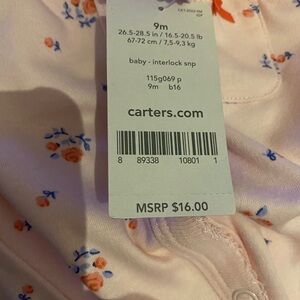 9m
26.5-28.5 in / 16.5-20.5 lb
67-72 cm / 7,5-9,3 kg
baby - interlock snp
115g069 p
9m b16
carters.com
8 89338 10801 1
MSRP $16.00